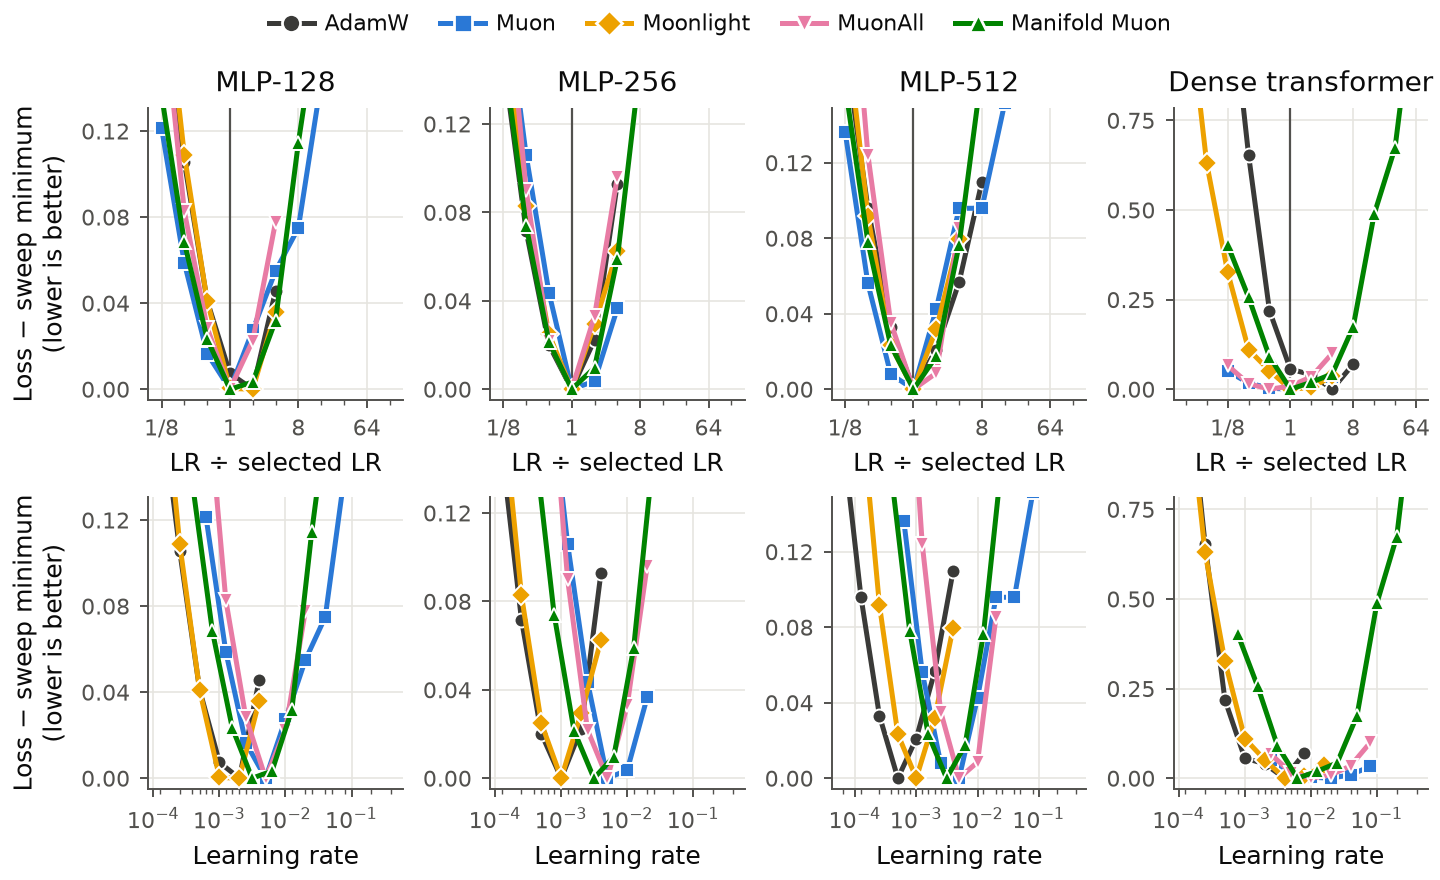 AdamW Muon Moonlight MuonAll Manifold Muon
MLP-128 MLP-256 MLP-512 Dense transformer
Loss − sweep minimum
(lower is better)
0.12 0.12 0.12 0.75
0.08 0.08 0.08 0.50
0.04 0.04 0.04 0.25
0.00 0.00 0.00 0.00
1/8 1 8 64 1/8 1 8 64 1/8 1 8 64 1/8 1 8 64
LR ÷ selected LR LR ÷ selected LR LR ÷ selected LR LR ÷ selected LR
Loss − sweep minimum
(lower is better)
0.12 0.12 0.12 0.75
0.08 0.08 0.08 0.50
0.04 0.04 0.04 0.25
0.00 0.00 0.00 0.00
10⁻⁴ 10⁻³ 10⁻² 10⁻¹ 10⁻⁴ 10⁻³ 10⁻² 10⁻¹ 10⁻⁴ 10⁻³ 10⁻² 10⁻¹ 10⁻⁴ 10⁻³ 10⁻² 10⁻¹
Learning rate Learning rate Learning rate Learning rate